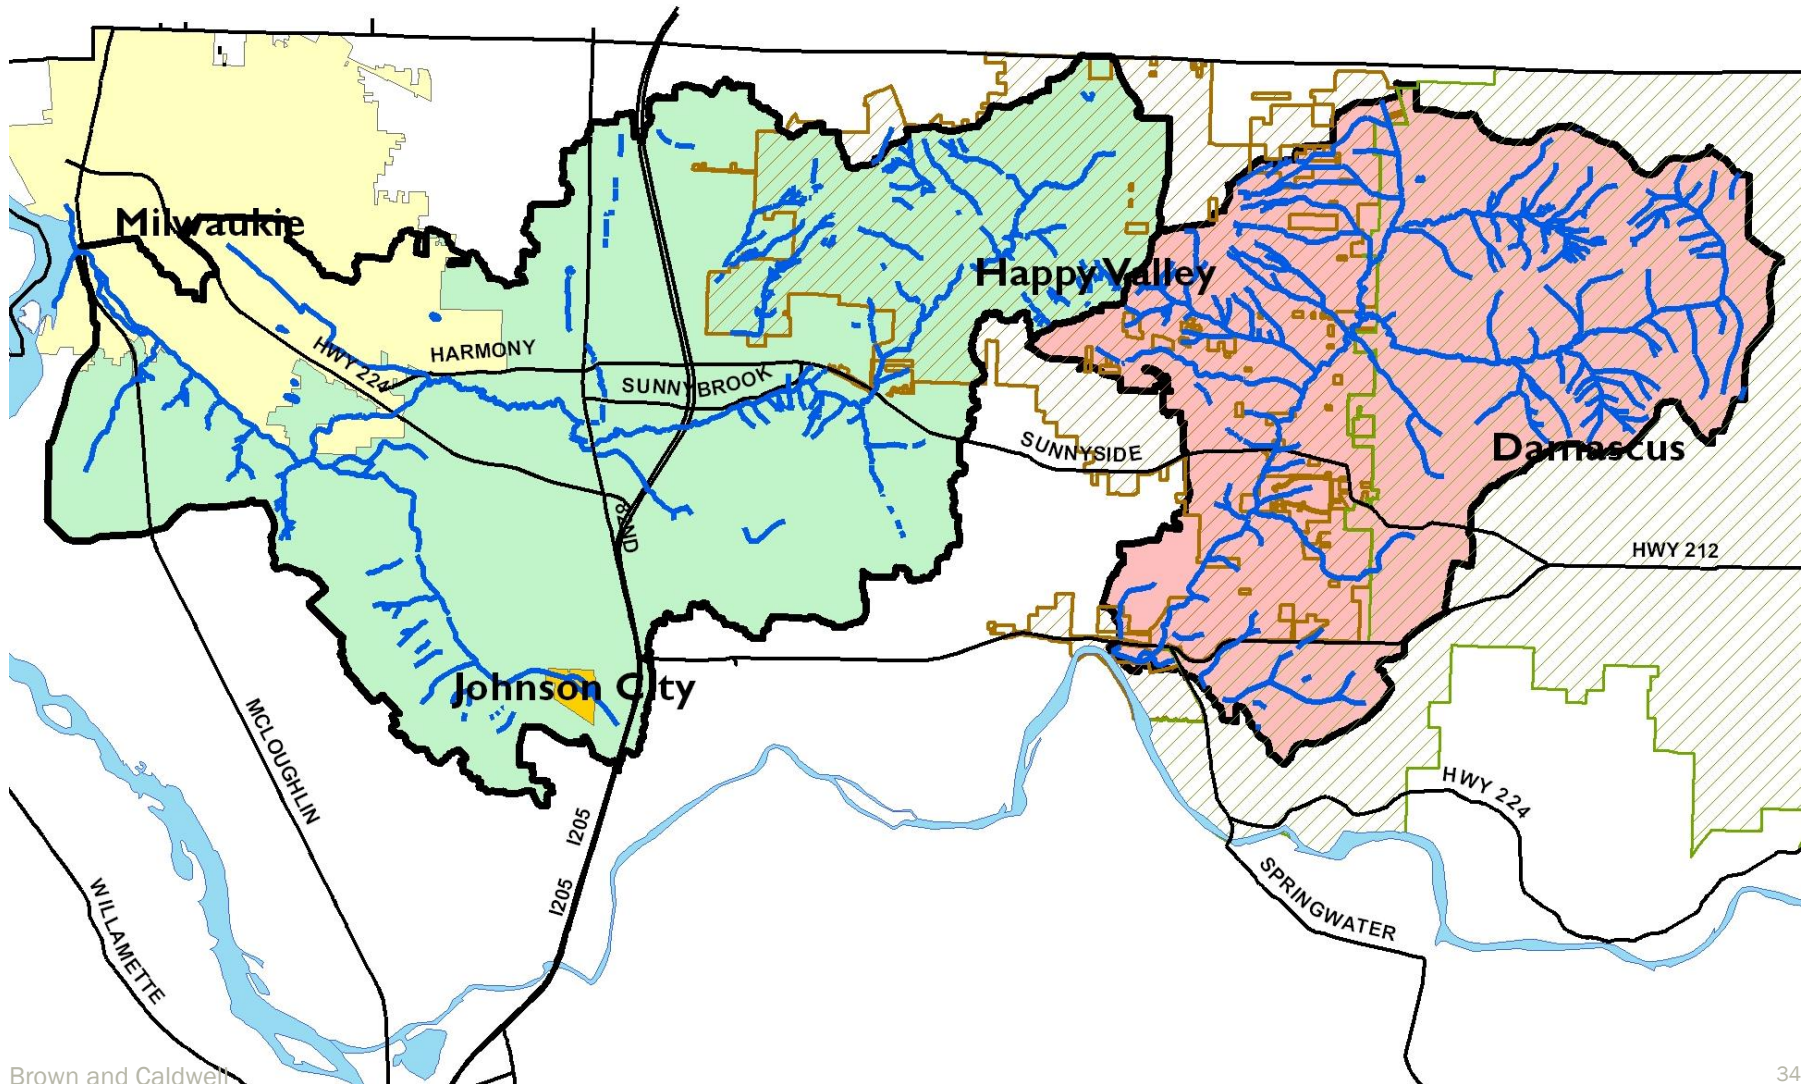 Milwaukie
Happy Valley
HWY 224
HARMONY
SUNNYBROOK
SUNNYSIDE
Damascus
82ND
HWY 212
Johnson City
MCLOUGHLIN
HWY 224
I205
I205
SPRINGWATER
WILLAMETTE
Brown and Caldwell
34